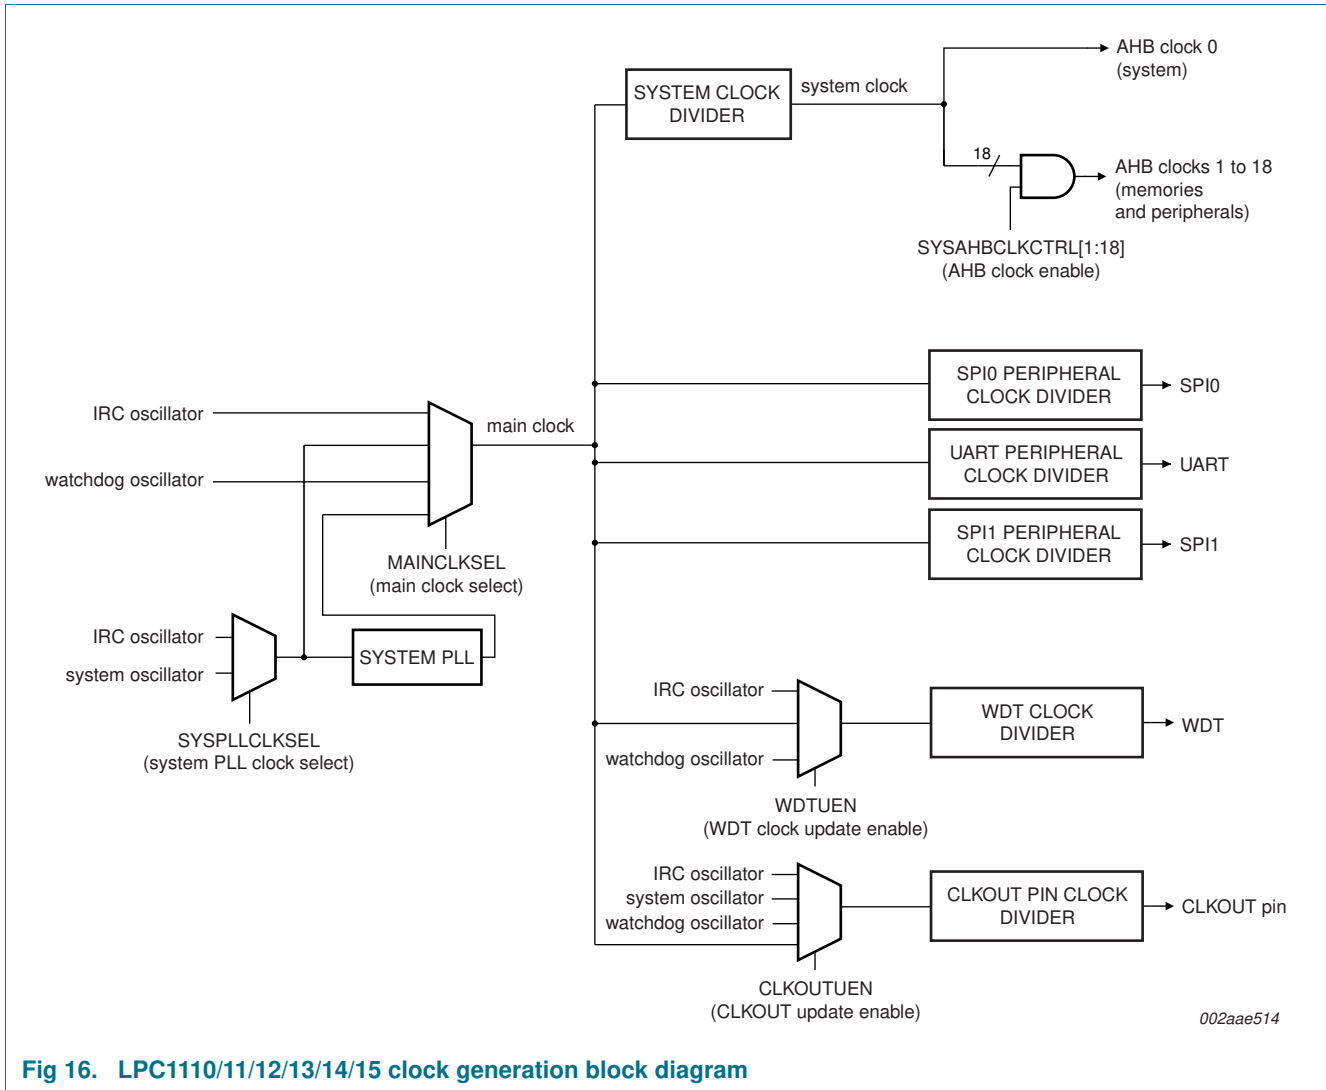 AHB clock 0
(system)
SYSTEM CLOCK
DIVIDER
system clock
18
AHB clocks 1 to 18
(memories
and peripherals)
SYSAHBCLKCTRL[1:18]
(AHB clock enable)
SPI0 PERIPHERAL
CLOCK DIVIDER
SPI0
IRC oscillator
main clock
UART PERIPHERAL
CLOCK DIVIDER
UART
watchdog oscillator
SPI1 PERIPHERAL
CLOCK DIVIDER
SPI1
MAINCLKSEL
(main clock select)
IRC oscillator
system oscillator
SYSTEM PLL
SYSPLLCLKSEL
(system PLL clock select)
IRC oscillator
watchdog oscillator
WDT CLOCK
DIVIDER
WDT
WDTUEN
(WDT clock update enable)
IRC oscillator
system oscillator
watchdog oscillator
CLKOUT PIN CLOCK
DIVIDER
CLKOUT pin
CLKOUTUEN
(CLKOUT update enable)
002aae514
Fig 16. LPC1110/11/12/13/14/15 clock generation block diagram